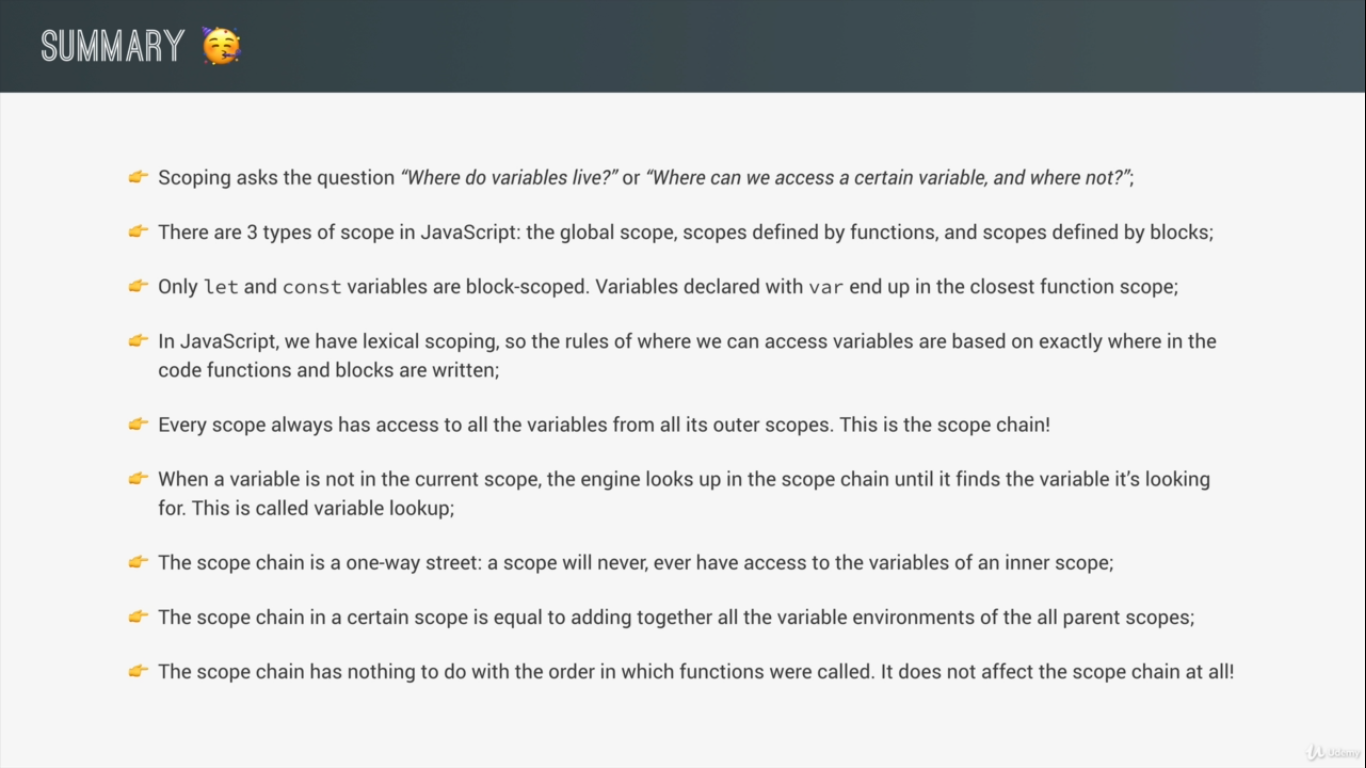 SUMMARY 🥳
👉 Scoping asks the question “Where do variables live?” or “Where can we access a certain variable, and where not?”;
👉 There are 3 types of scope in JavaScript: the global scope, scopes defined by functions, and scopes defined by blocks;
👉 Only let and const variables are block-scoped. Variables declared with var end up in the closest function scope;
👉 In JavaScript, we have lexical scoping, so the rules of where we can access variables are based on exactly where in the
code functions and blocks are written;
👉 Every scope always has access to all the variables from all its outer scopes. This is the scope chain!
👉 When a variable is not in the current scope, the engine looks up in the scope chain until it finds the variable it’s looking
for. This is called variable lookup;
👉 The scope chain is a one-way street: a scope will never, ever have access to the variables of an inner scope;
👉 The scope chain in a certain scope is equal to adding together all the variable environments of the all parent scopes;
👉 The scope chain has nothing to do with the order in which functions were called. It does not affect the scope chain at all!
Udemy